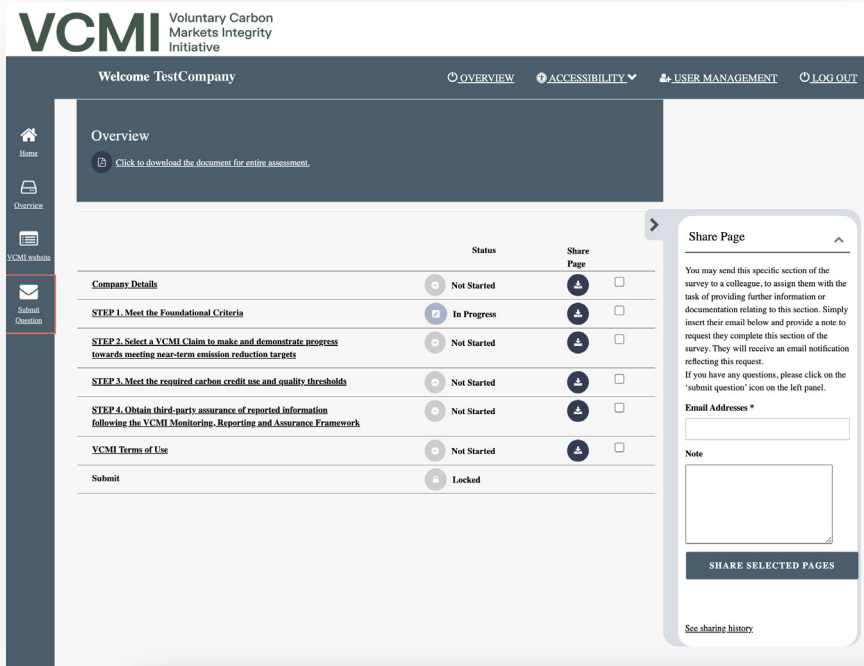 VCMI
Voluntary Carbon
Markets Integrity
Initiative
Welcome TestCompany
OVERVIEW
ACCESSIBILITY
USER MANAGEMENT
LOG OUT
Home
Overview
VCMI website
Submit
Question
Overview
Click to download the document for entire assessment.
Status
Share
Page
Company Details
Not Started
STEP 1. Meet the Foundational Criteria
In Progress
STEP 2. Select a VCMI Claim to make and demonstrate progress
towards meeting near-term emission reduction targets
Not Started
STEP 3. Meet the required carbon credit use and quality thresholds
Not Started
STEP 4. Obtain third-party assurance of reported information
following the VCMI Monitoring, Reporting and Assurance Framework
Not Started
VCMI Terms of Use
Not Started
Submit
Locked
Share Page
You may send this specific section of the
survey to a colleague, to assign them with the
task of providing further information or
documentation relating to this section. Simply
insert their email below and provide a note to
request they complete this section of the
survey. They will receive an email notification
reflecting this request.
If you have any questions, please click on the
‘submit question’ icon on the left panel.
Email Addresses *
Note
SHARE SELECTED PAGES
See sharing history